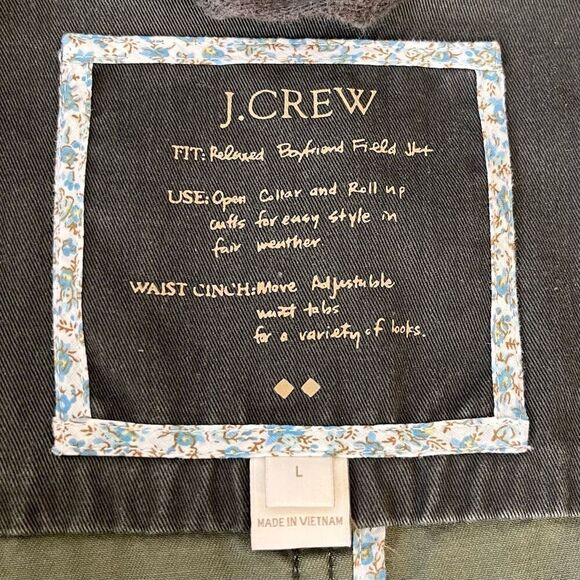 J.CREW
FIT: Relaxed Boyfriend Field Jkt
USE: Open Collar and Roll up
cuffs for easy style in
fair weather.
WAIST CINCH: Move Adjustable
waist tabs
for a variety of looks.
L
MADE IN VIETNAM